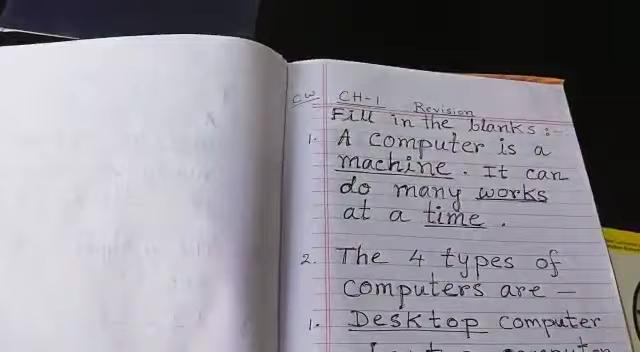 CW CH-1 Revision
Fill in the blanks :-
1. A computer is a
machine. It can
do many works
at a time.
2. The 4 types of
computers are —
1. Desktop computer
computer